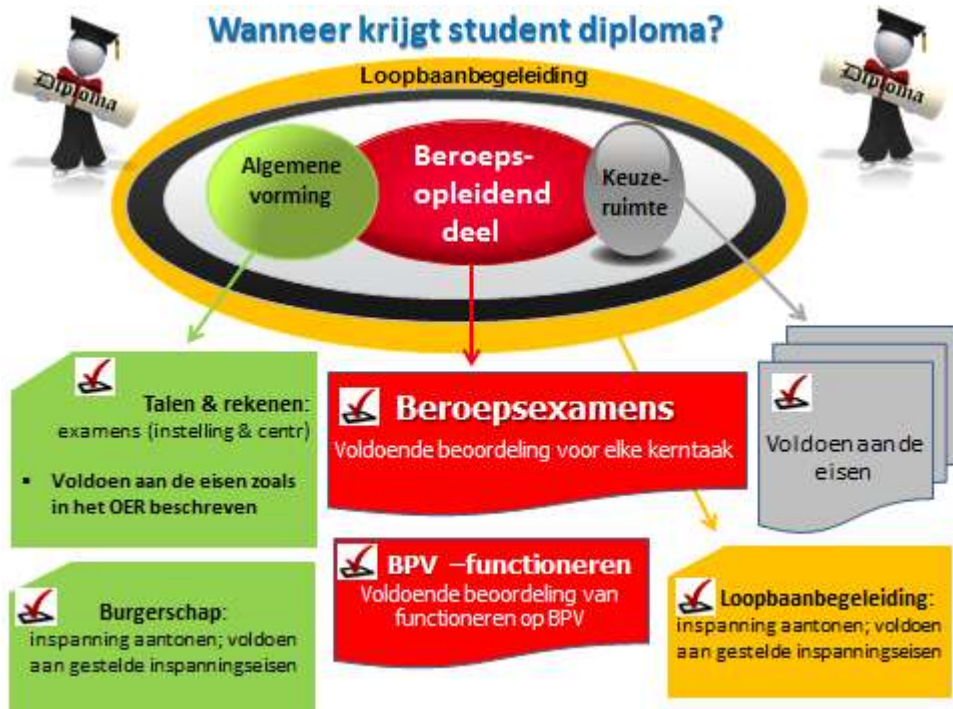 Wanneer krijgt student diploma?
Diploma
Diploma
Loopbaanbegeleiding
Algemene
vorming
Beroeps-
opleidend
deel
Keuze-
ruimte
Talen & rekenen:
examens (instelling & centr)
▪ Voldoen aan de eisen zoals
in het OER beschreven
Beroepsexamens
Voldoende beoordeling voor elke kerntaak
Voldoen aan de
eisen
Burgerschap:
inspanning aantonen; voldoen
aan gestelde inspanningseisen
BPV –functioneren
Voldoende beoordeling van
functioneren op BPV
Loopbaanbegeleiding:
inspanning aantonen; voldoen
aan gestelde inspanningseisen